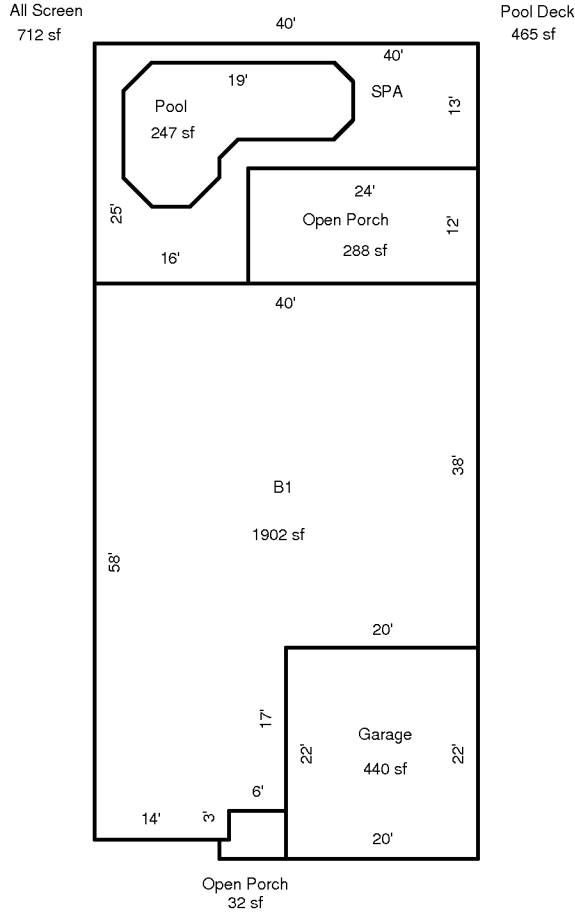 All Screen
712 sf
40'
Pool Deck
465 sf
40'
19'
SPA
13'
Pool
247 sf
24'
Open Porch
12'
288 sf
25'
16'
40'
38'
B1
1902 sf
58'
20'
17'
Garage
22'
22'
440 sf
6'
14'
3'
20'
Open Porch
32 sf